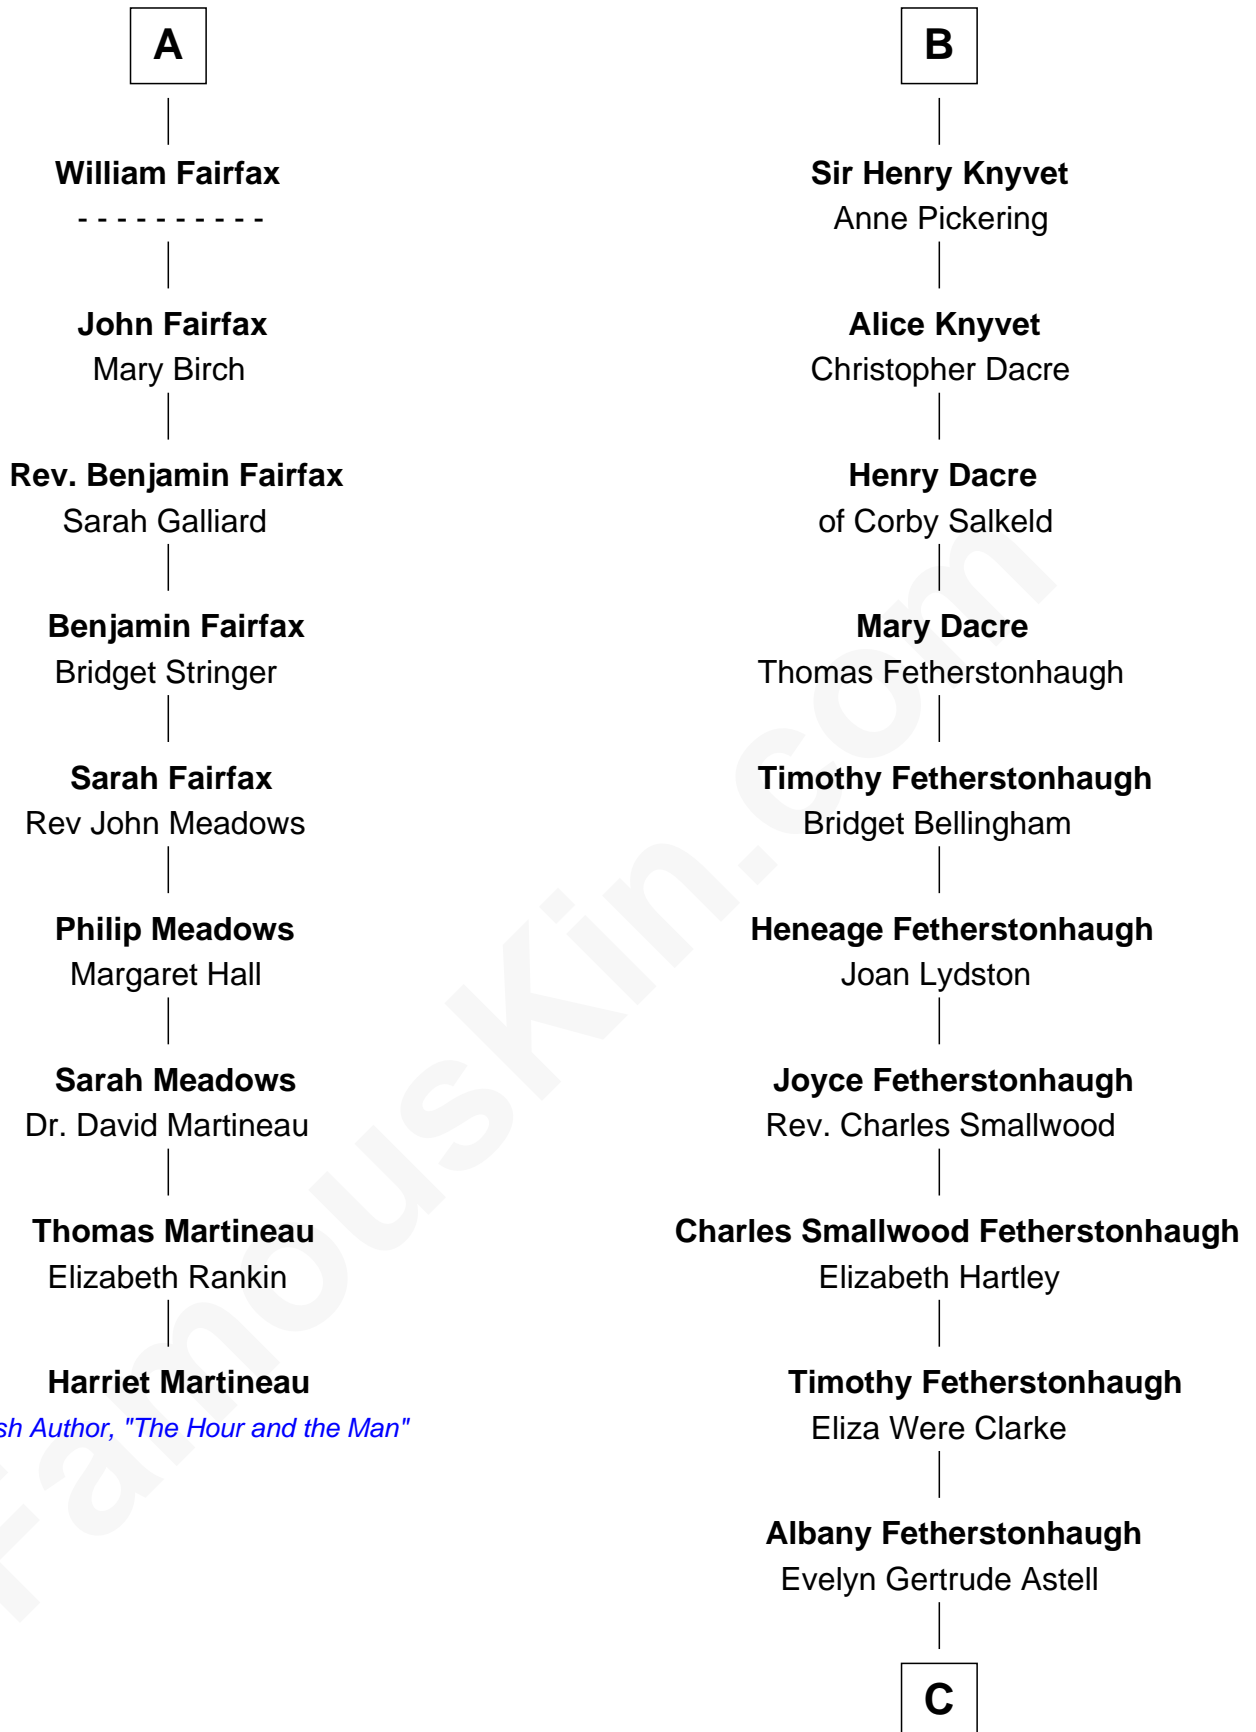 A
William Fairfax
- - - - - - - - - -
John Fairfax
Mary Birch
Rev. Benjamin Fairfax
Sarah Galliard
Benjamin Fairfax
Bridget Stringer
Sarah Fairfax
Rev John Meadows
Philip Meadows
Margaret Hall
Sarah Meadows
Dr. David Martineau
Thomas Martineau
Elizabeth Rankin
Harriet Martineau
sh Author, "The Hour and the Man"
B
Sir Henry Knyvet
Anne Pickering
Alice Knyvet
Christopher Dacre
Henry Dacre
of Corby Salkeld
Mary Dacre
Thomas Fetherstonhaugh
Timothy Fetherstonhaugh
Bridget Bellingham
Heneage Fetherstonhaugh
Joan Lydston
Joyce Fetherstonhaugh
Rev. Charles Smallwood
Charles Smallwood Fetherstonhaugh
Elizabeth Hartley
Timothy Fetherstonhaugh
Eliza Were Clarke
Albany Fetherstonhaugh
Evelyn Gertrude Astell
C
FamousKin.com